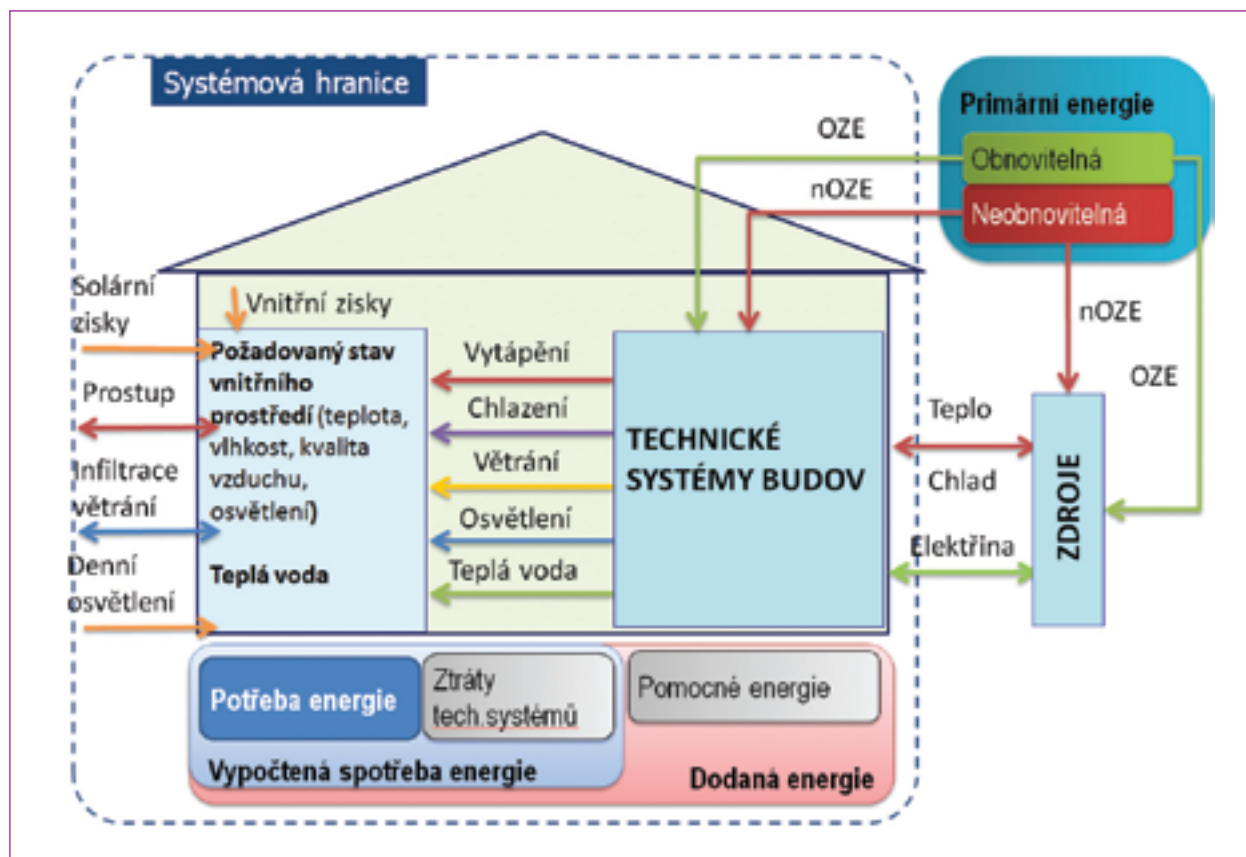 Systémová hranice
Primární energie
OZE
Obnovitelná
nOZE
Neobnovitelná
Solární
zisky
Vnitřní zisky
nOZE
Požadovaný stav
vnitřního
prostředí (teplota,
vlhkost, kvalita
vzduchu,
osvětlení)
Teplá voda
Vytápění
Chlazení
Větrání
Osvětlení
Teplá voda
TECHNICKÉ
SYSTÉMY BUDOV
OZE
Prostup
Teplo
Infiltrace
větrání
Chlad
ZDROJE
Elektřina
Denní
osvětlení
Potřeba energie
Ztráty
tech.systémů
Pomocné energie
Vypočtená spotřeba energie
Dodaná energie